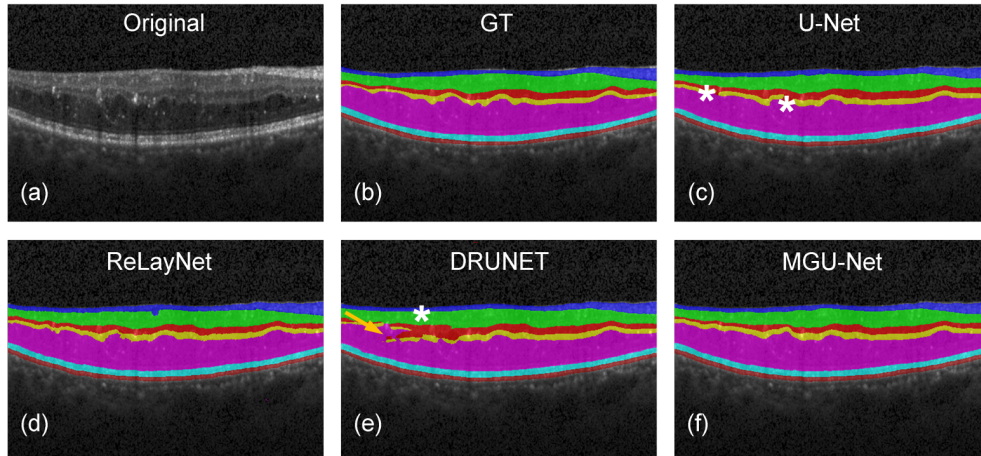 Original
GT
U-Net
*
*
(a)
(b)
(c)
ReLayNet
DRUNET
MGU-Net
*
(d)
(e)
(f)